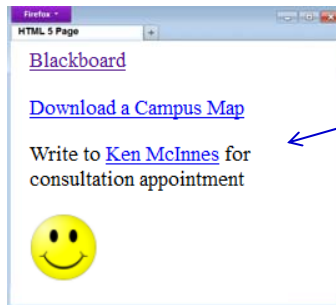 Firefox
HTML 5 Page
+
Blackboard
Download a Campus Map
Write to Ken McInnes for
consultation appointment